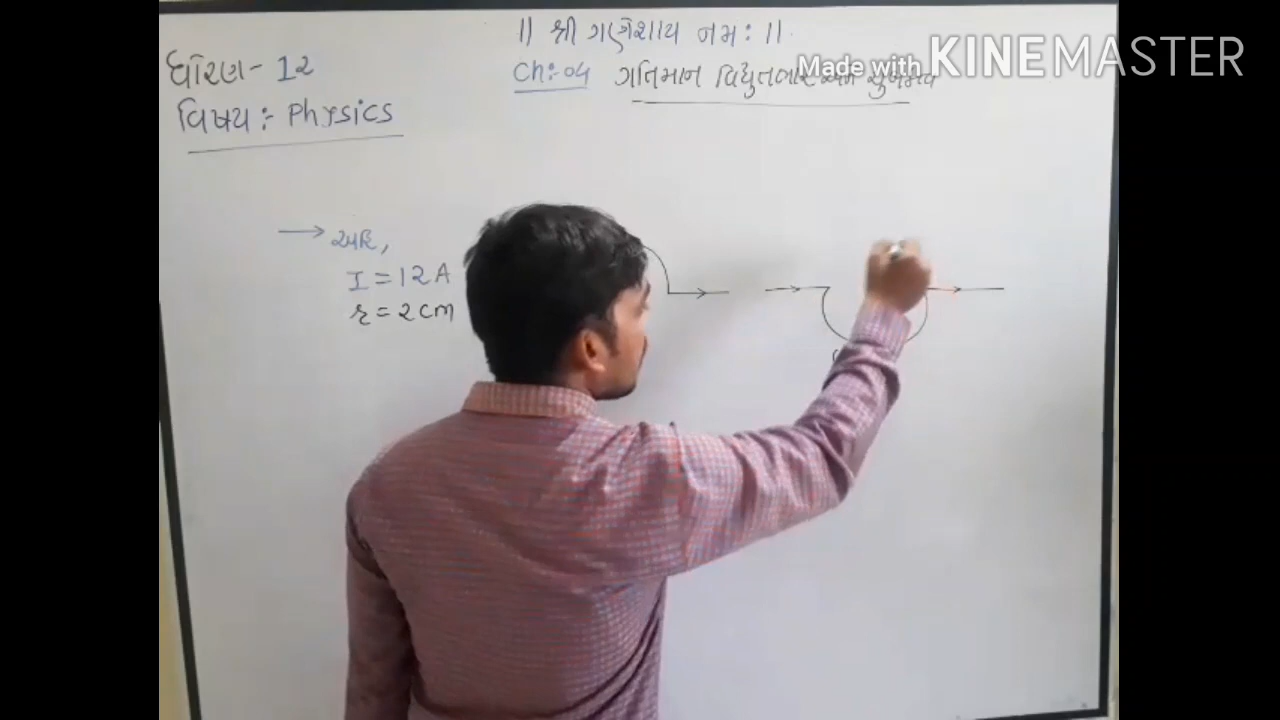 || શ્રી ગણેશાય નમઃ ||
Made with KINEMASTER
ધોરણ- 12
Ch:-04 ગતિમાન વિદ્યુતભાર
વિષય :- Physics
→ અહિ,
I = 12 A
r = 2 cm